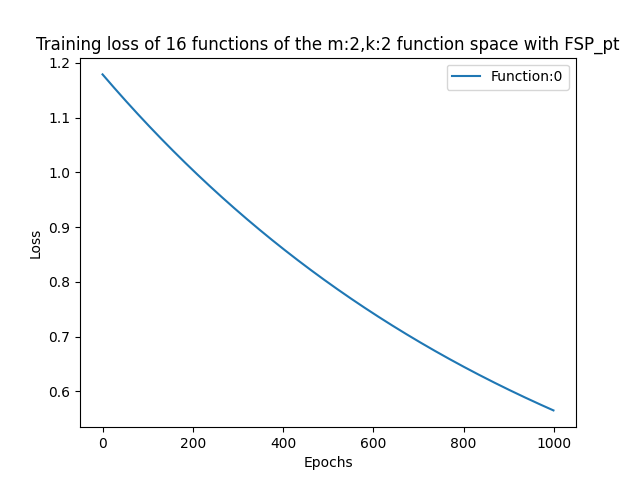 Training loss of 16 functions of the m:2,k:2 function space with FSP_pt
Function:0
1.2
1.1
1.0
0.9
0.8
0.7
0.6
Loss
0 200 400 600 800 1000
Epochs